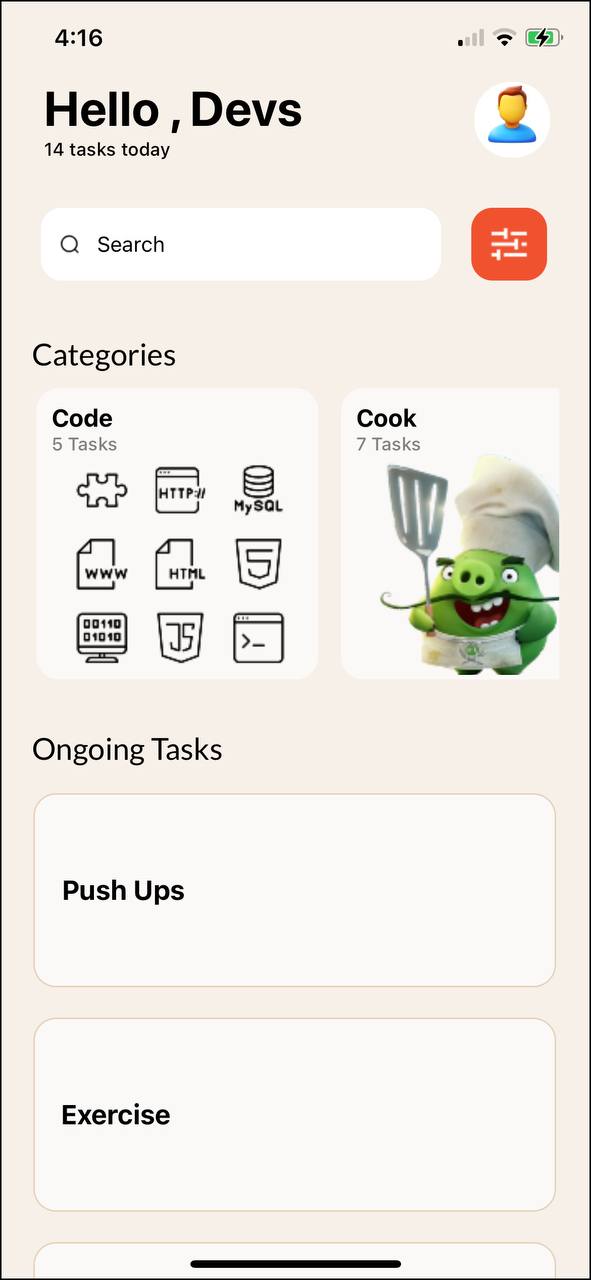 4:16
Hello , Devs
14 tasks today
Search
Categories
Code
5 Tasks
Cook
7 Tasks
HTTP://
MySQL
WWW
HTML
5
00110
01010
JS
>_
Ongoing Tasks
Push Ups
Exercise